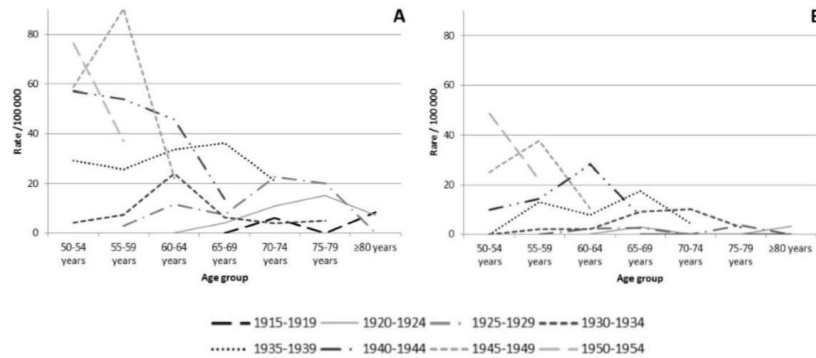 A
80
60
40
20
0
Rate /100 000
50-54 years
55-59 years
60-64 years
65-69 years
70-74 years
75-79 years
≥80 years
Age group
80
60
40
20
0
Rare / 100 000
50-54 years
55-59 years
60-64 years
65-69 years
70-74 years
75-79 years
≥80 years
Age group
1915-1919 1920-1924 1925-1929 1930-1934
1935-1939 1940-1944 1945-1949 1950-1954